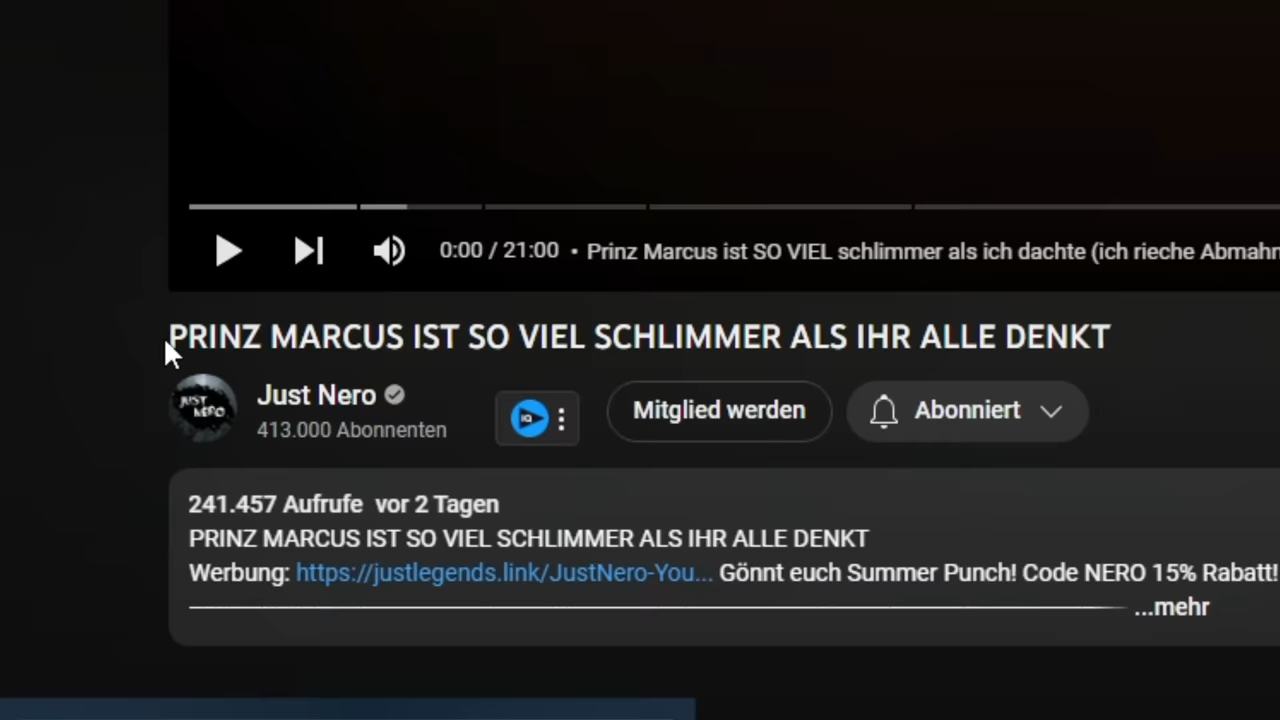 0:00 / 21:00 • Prinz Marcus ist SO VIEL schlimmer als ich dachte (ich rieche Abmahn
PRINZ MARCUS IST SO VIEL SCHLIMMER ALS IHR ALLE DENKT
JUST
NERO
Just Nero
413.000 Abonnenten
IQ
Mitglied werden
Abonniert
241.457 Aufrufe vor 2 Tagen
PRINZ MARCUS IST SO VIEL SCHLIMMER ALS IHR ALLE DENKT
Werbung: https://justlegends.link/JustNero-You... Gönnt euch Summer Punch! Code NERO 15% Rabatt!
...mehr